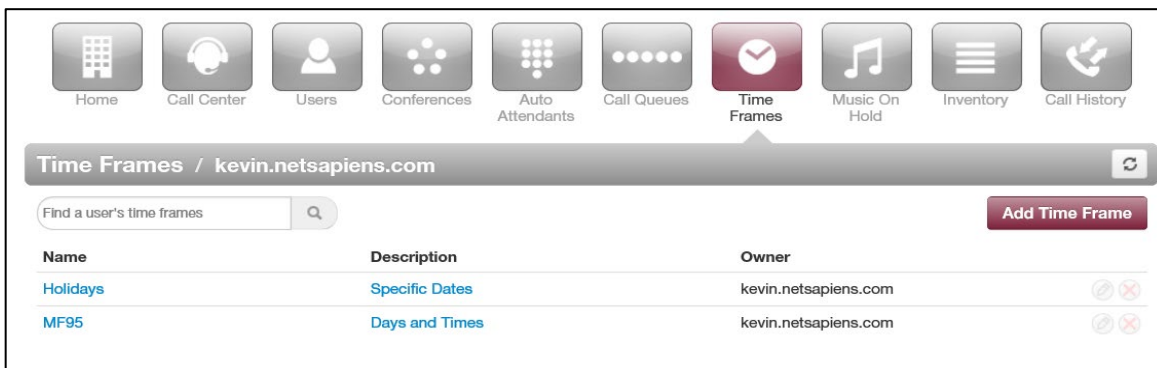 Home
Call Center
Users
Conferences
Auto
Attendants
Call Queues
Time
Frames
Music On
Hold
Inventory
Call History
Time Frames / kevin.netsapiens.com
Find a user's time frames
Add Time Frame
Name Description Owner
Holidays Specific Dates kevin.netsapiens.com
MF95 Days and Times kevin.netsapiens.com